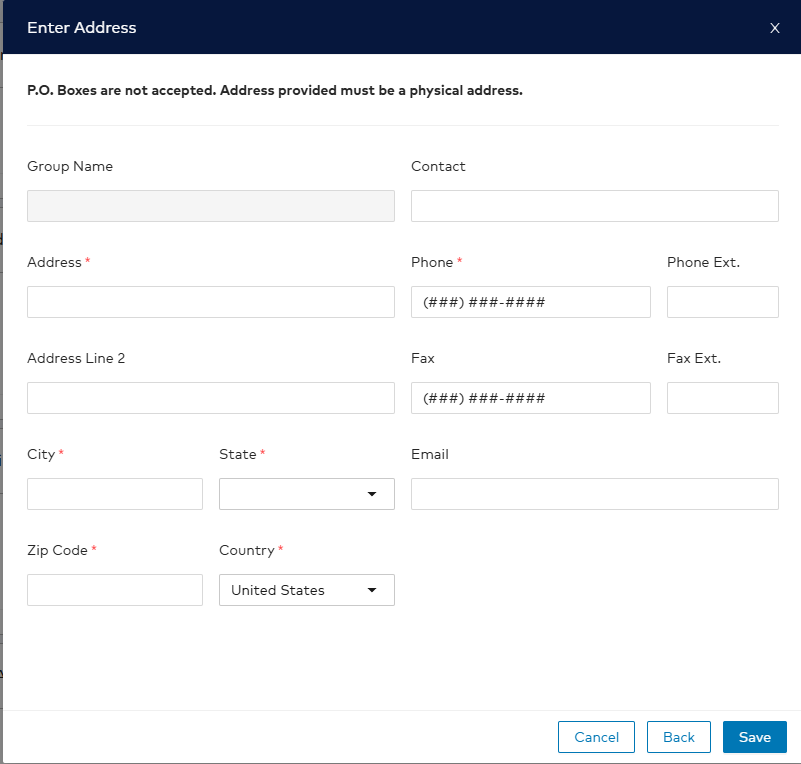 Enter Address X
P.O. Boxes are not accepted. Address provided must be a physical address.
Group Name Contact
Address * Phone * Phone Ext.
(###) ###-####
Address Line 2 Fax Fax Ext.
(###) ###-####
City * State * Email
Zip Code * Country *
United States
Cancel Back Save